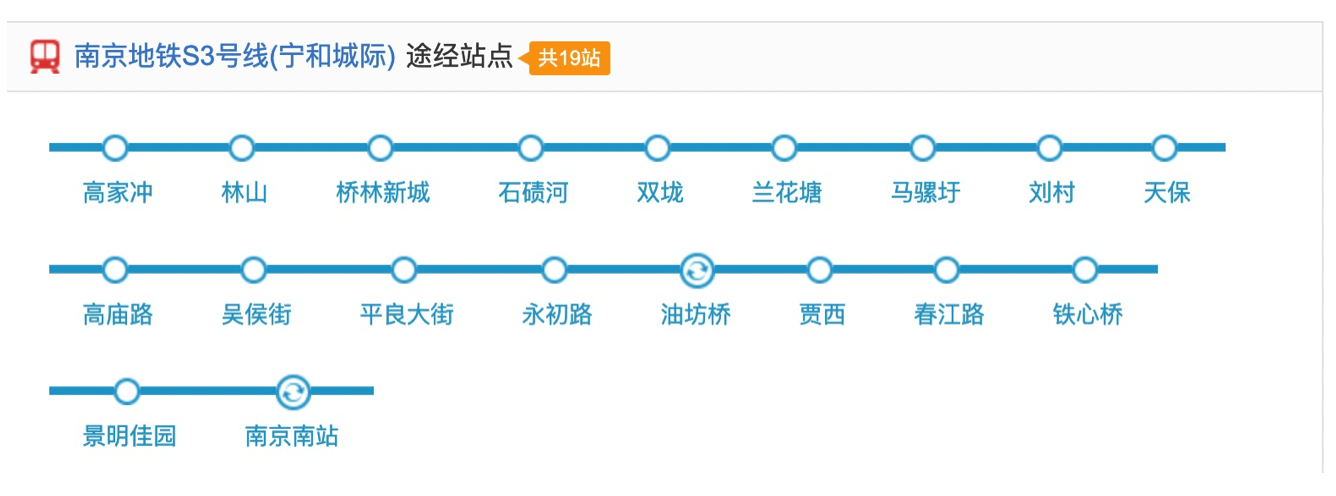 南京地铁S3号线(宁和城际) 途经站点 共19站
高家冲 林山 桥林新城 石碛河 双垅 兰花塘 马骡圩 刘村 天保
高庙路 吴侯街 平良大街 永初路 油坊桥 贾西 春江路 铁心桥
景明佳园 南京南站